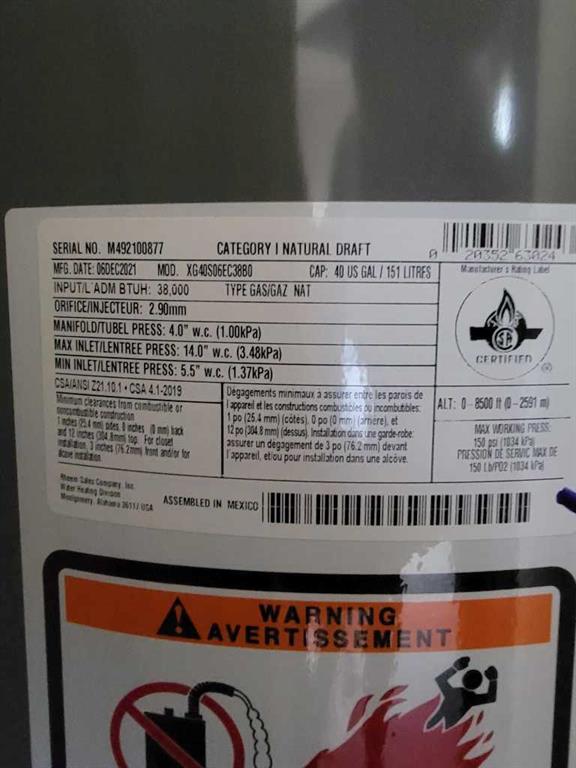 SERIAL NO. M492100877 CATEGORY I NATURAL DRAFT
0 20352 63024
MFG. DATE: 06DEC2021 MOD. XG40S06EC38B0 CAP: 40 US GAL / 151 LITRES
Manufacturer's Rating Label
INPUT/L'ADM BTUH: 38,000 TYPE GAS/GAZ NAT
ORIFICE/INJECTEUR: 2.90mm
MANIFOLD/TUBEL PRESS: 4.0" w.c. (1.00kPa)
MAX INLET/LENTREE PRESS: 14.0" w.c. (3.48kPa)
MIN INLET/LENTREE PRESS: 5.5" w.c. (1.37kPa)
CERTIFIED
CSA/ANSI Z21.10.1 • CSA 4.1-2019
Minimum clearances from combustible or
noncombustible construction
1 inches (25.4 mm) sides, 0 inches (0 mm) back
and 12 inches (304.8mm) top. For closet
installation, 3 inches (76.2mm) front and/or for
alcove installation.
Dégagements minimaux à assurer entre les parois de
l'appareil et les constructions combustibles ou incombustibles:
1 po (25.4 mm) (côtés), 0 po (0 mm) (arrière), et
12 po (304.8 mm) (dessus). Installation dans une garde-robe:
assurer un dégagement de 3 po (76.2 mm) devant
l'appareil, et/ou pour installation dans une alcôve.
ALT: 0 - 8500 ft (0 - 2591 m)
MAX WORKING PRESS:
150 psi (1034 kPa)
PRESSION DE SERVIC MAX DE
150 Lb/PO2 (1034 kPa)
Rheem Sales Company, Inc.
Water Heating Division
Montgomery, Alabama 36117/ USA
ASSEMBLED IN MEXICO
WARNING
AVERTISSEMENT